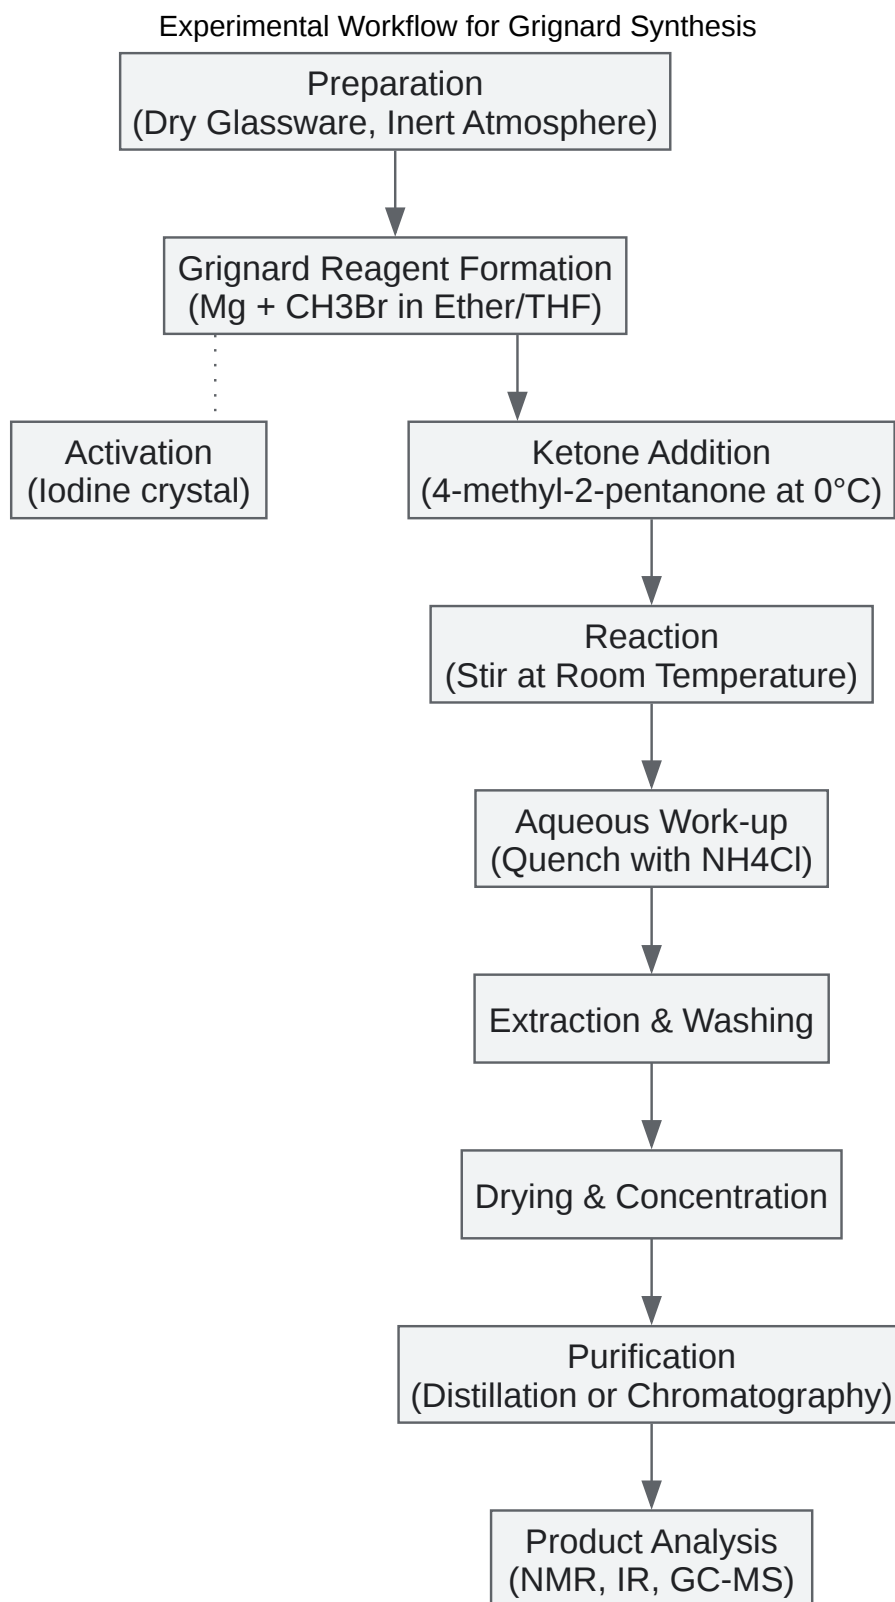 Experimental Workflow for Grignard Synthesis
Preparation
(Dry Glassware, Inert Atmosphere)
Grignard Reagent Formation
(Mg + CH3Br in Ether/THF)
Activation
(Iodine crystal)
Ketone Addition
(4-methyl-2-pentanone at 0°C)
Reaction
(Stir at Room Temperature)
Aqueous Work-up
(Quench with NH4Cl)
Extraction & Washing
Drying & Concentration
Purification
(Distillation or Chromatography)
Product Analysis
(NMR, IR, GC-MS)